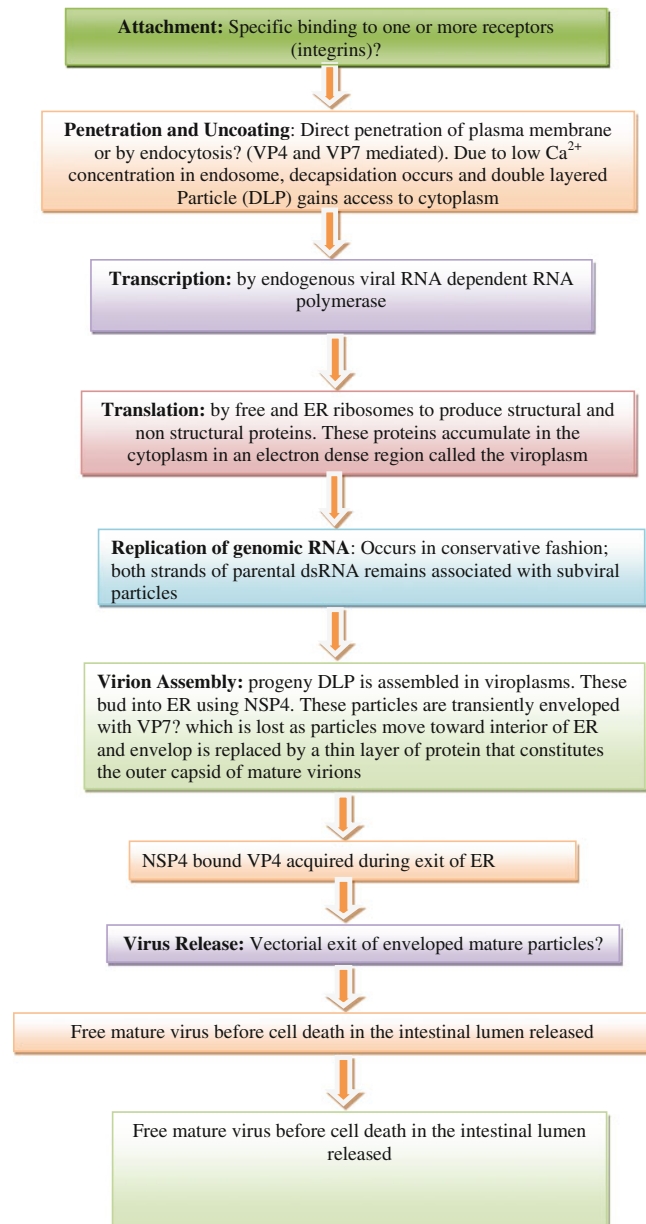 Attachment: Specific binding to one or more receptors
(integrins)?
Penetration and Uncoating: Direct penetration of plasma membrane
or by endocytosis? (VP4 and VP7 mediated). Due to low Ca²⁺
concentration in endosome, decapsidation occurs and double layered
Particle (DLP) gains access to cytoplasm
Transcription: by endogenous viral RNA dependent RNA
polymerase
Translation: by free and ER ribosomes to produce structural and
non structural proteins. These proteins accumulate in the
cytoplasm in an electron dense region called the viroplasm
Replication of genomic RNA: Occurs in conservative fashion;
both strands of parental dsRNA remains associated with subviral
particles
Virion Assembly: progeny DLP is assembled in viroplasms. These
bud into ER using NSP4. These particles are transiently enveloped
with VP7? which is lost as particles move toward interior of ER
and envelop is replaced by a thin layer of protein that constitutes
the outer capsid of mature virions
NSP4 bound VP4 acquired during exit of ER
Virus Release: Vectorial exit of enveloped mature particles?
Free mature virus before cell death in the intestinal lumen released
Free mature virus before cell death in the intestinal lumen
released